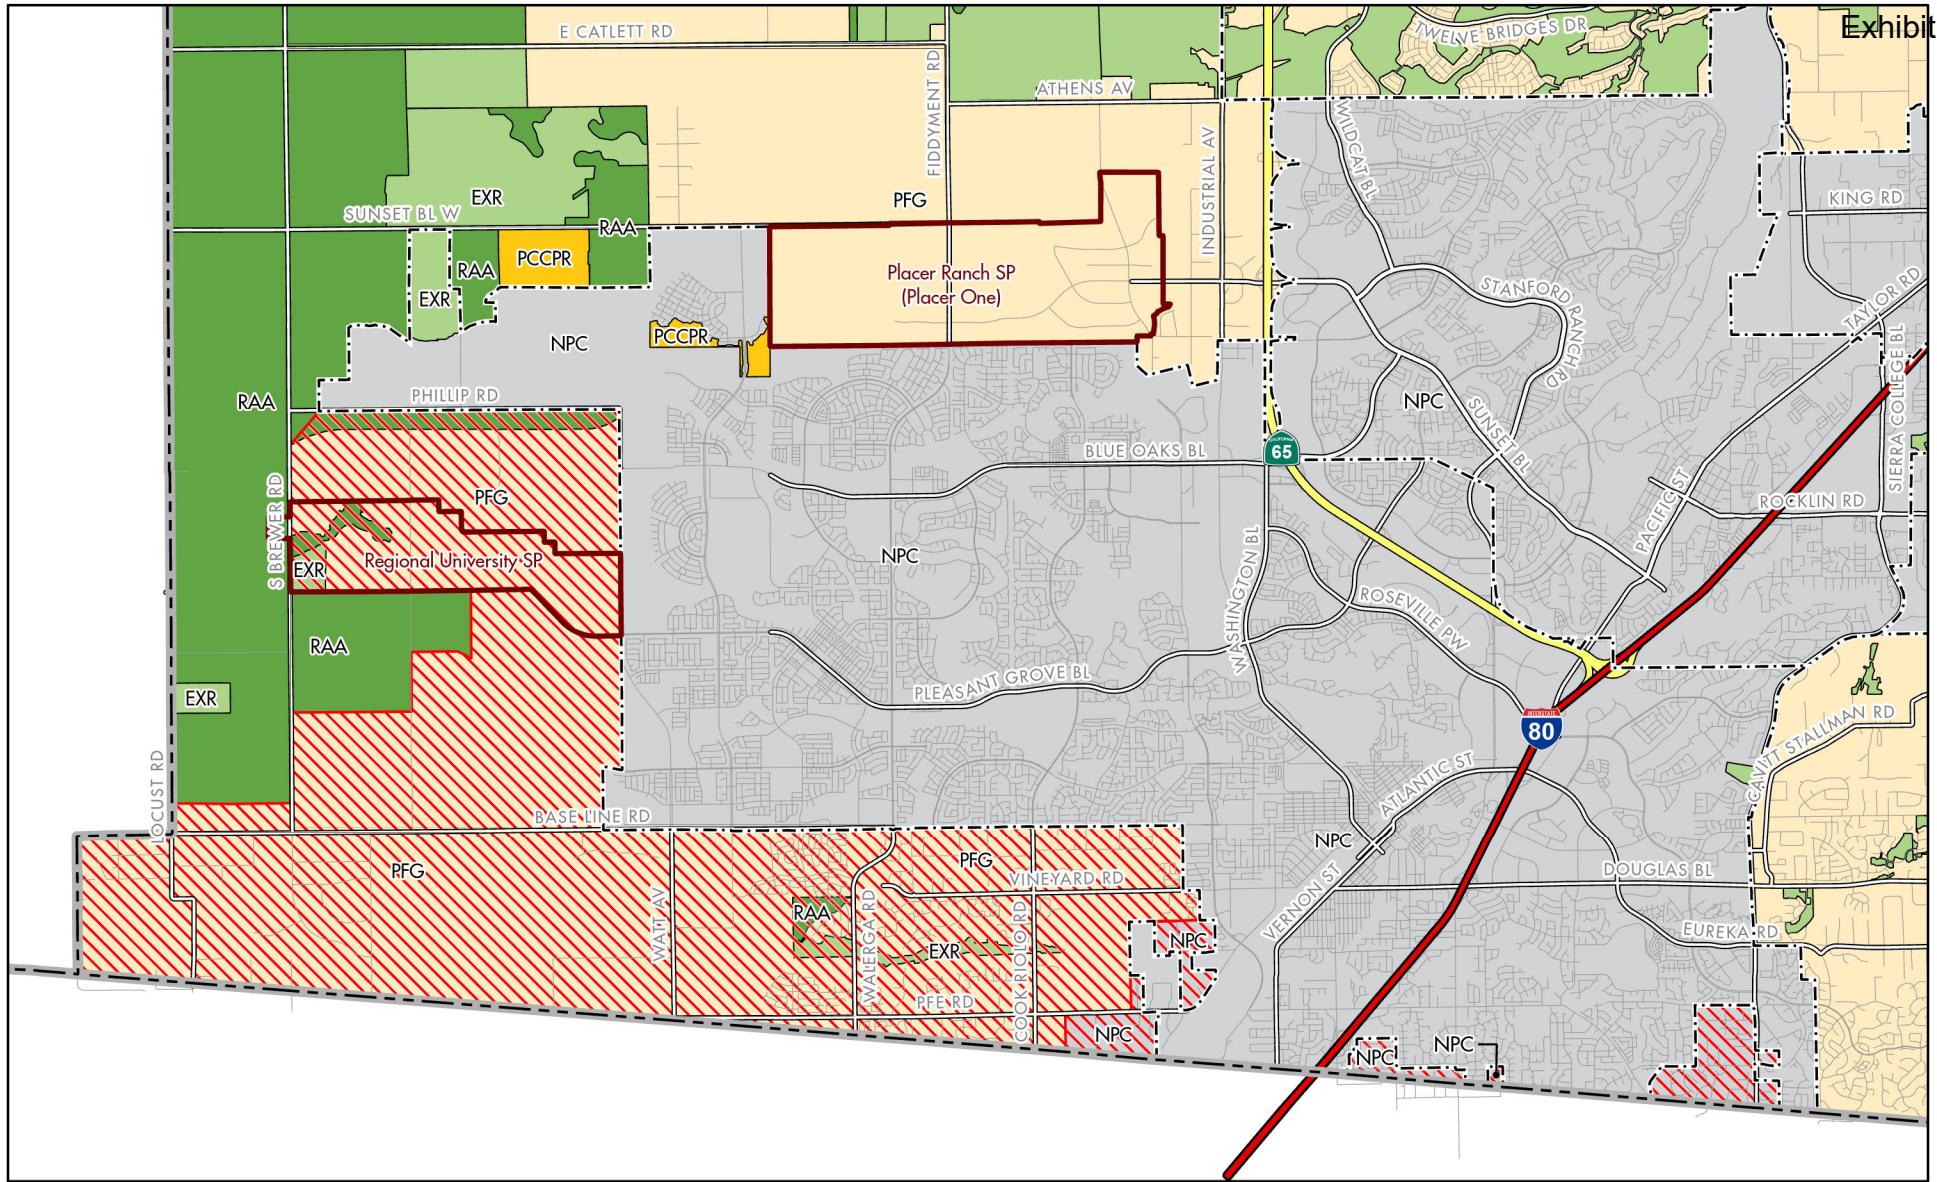 Exhibit
E CATLETT RD
TWELVE BRIDGES DR
FIDDYMENT RD
ATHENS AV
WILDCAT BL
INDUSTRIAL AV
EXR
PFG
KING RD
SUNSET BL W
RAA
PCCPR
RAA
EXR
Placer Ranch SP
(Placer One)
STANFORD RANCH RD
TAYLOR RD
NPC
PCCPR
SIERRA COLLEGE BL
PHILLIP RD
RAA
NPC
SUNSET BL
BLUE OAKS BL
CALIFORNIA
65
PFG
PACIFIC ST
ROCKLIN RD
S BREWER RD
Regional University SP
EXR
NPC
WASHINGTON BL
ROSEVILLE PW
RAA
PLEASANT GROVE BL
EXR
INTERSTATE
80
CAVITT STALLMAN RD
ATLANTIC ST
LOCUST RD
BASE LINE RD
NPC
PFG
PFG
VINEYARD RD
DOUGLAS BL
WATT AV
RAA
WALERGA RD
COOK RIOLO RD
VERNON ST
EXR
NPC
EUREKA RD
PFE RD
NPC
NPC
NPC